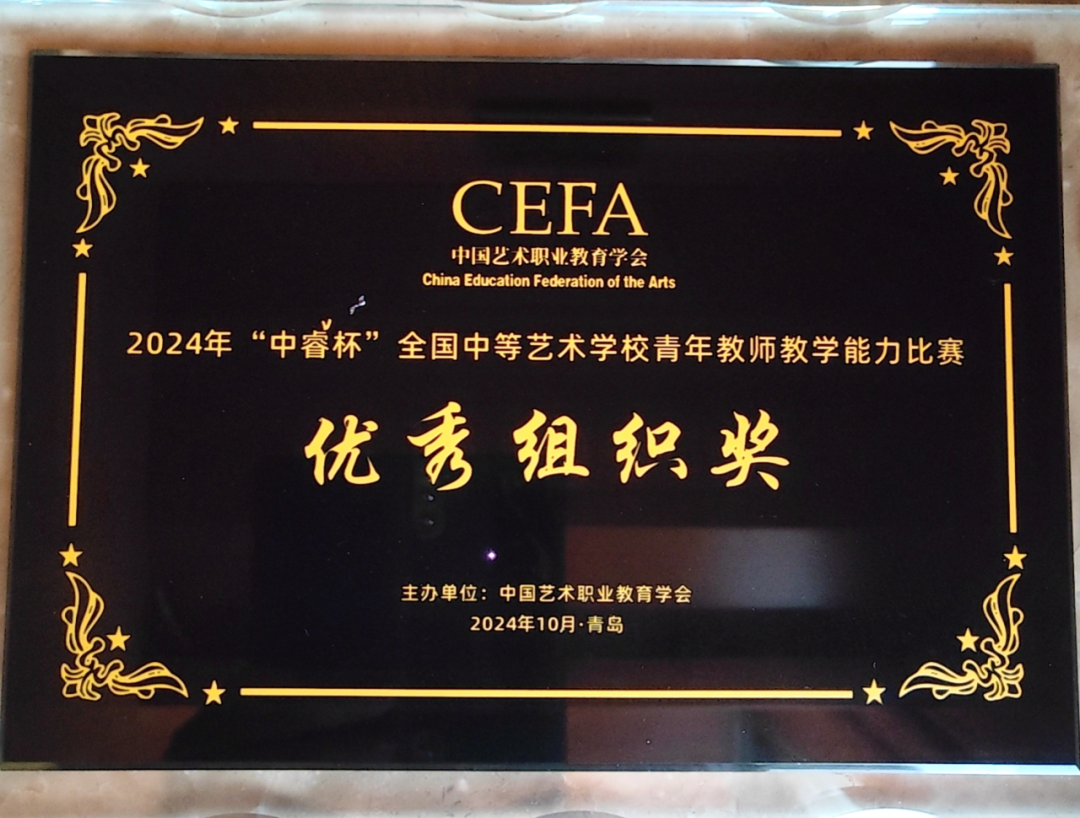 CEFA
中国艺术职业教育学会
China Education Federation of the Arts
2024年“中睿杯”全国中等艺术学校青年教师教学能力比赛
优秀组织奖
主办单位：中国艺术职业教育学会
2024年10月·青岛